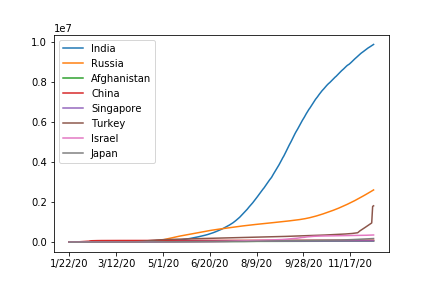 1e7
1.0
0.8
0.6
0.4
0.2
0.0
India
Russia
Afghanistan
China
Singapore
Turkey
Israel
Japan
1/22/20 3/12/20 5/1/20 6/20/20 8/9/20 9/28/20 11/17/20